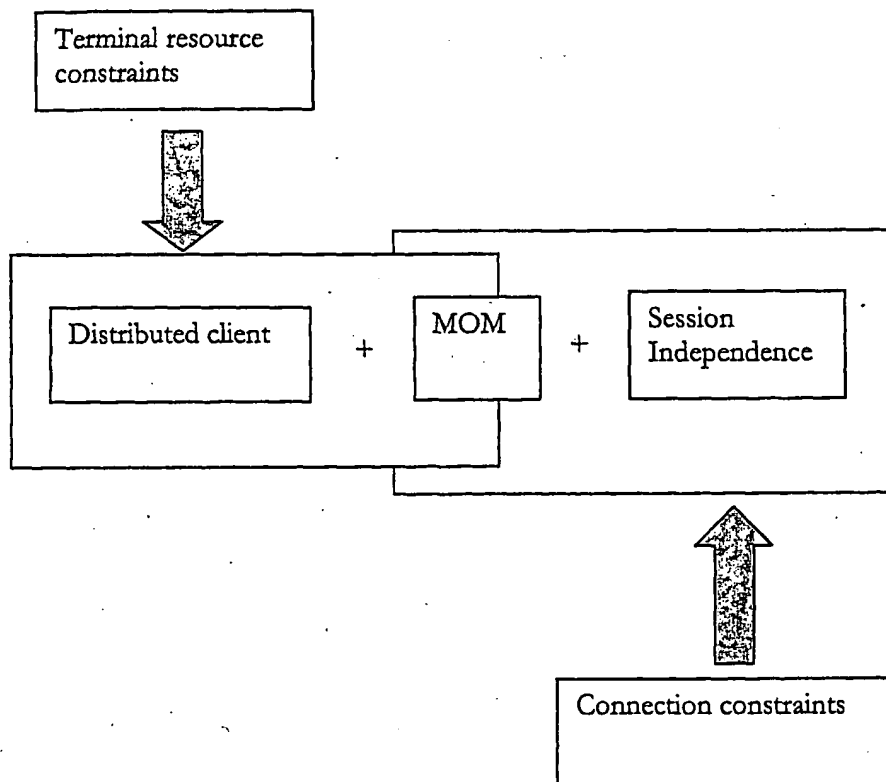 Terminal resource
constraints
Distributed client
+
MOM
+
Session
Independence
Connection constraints